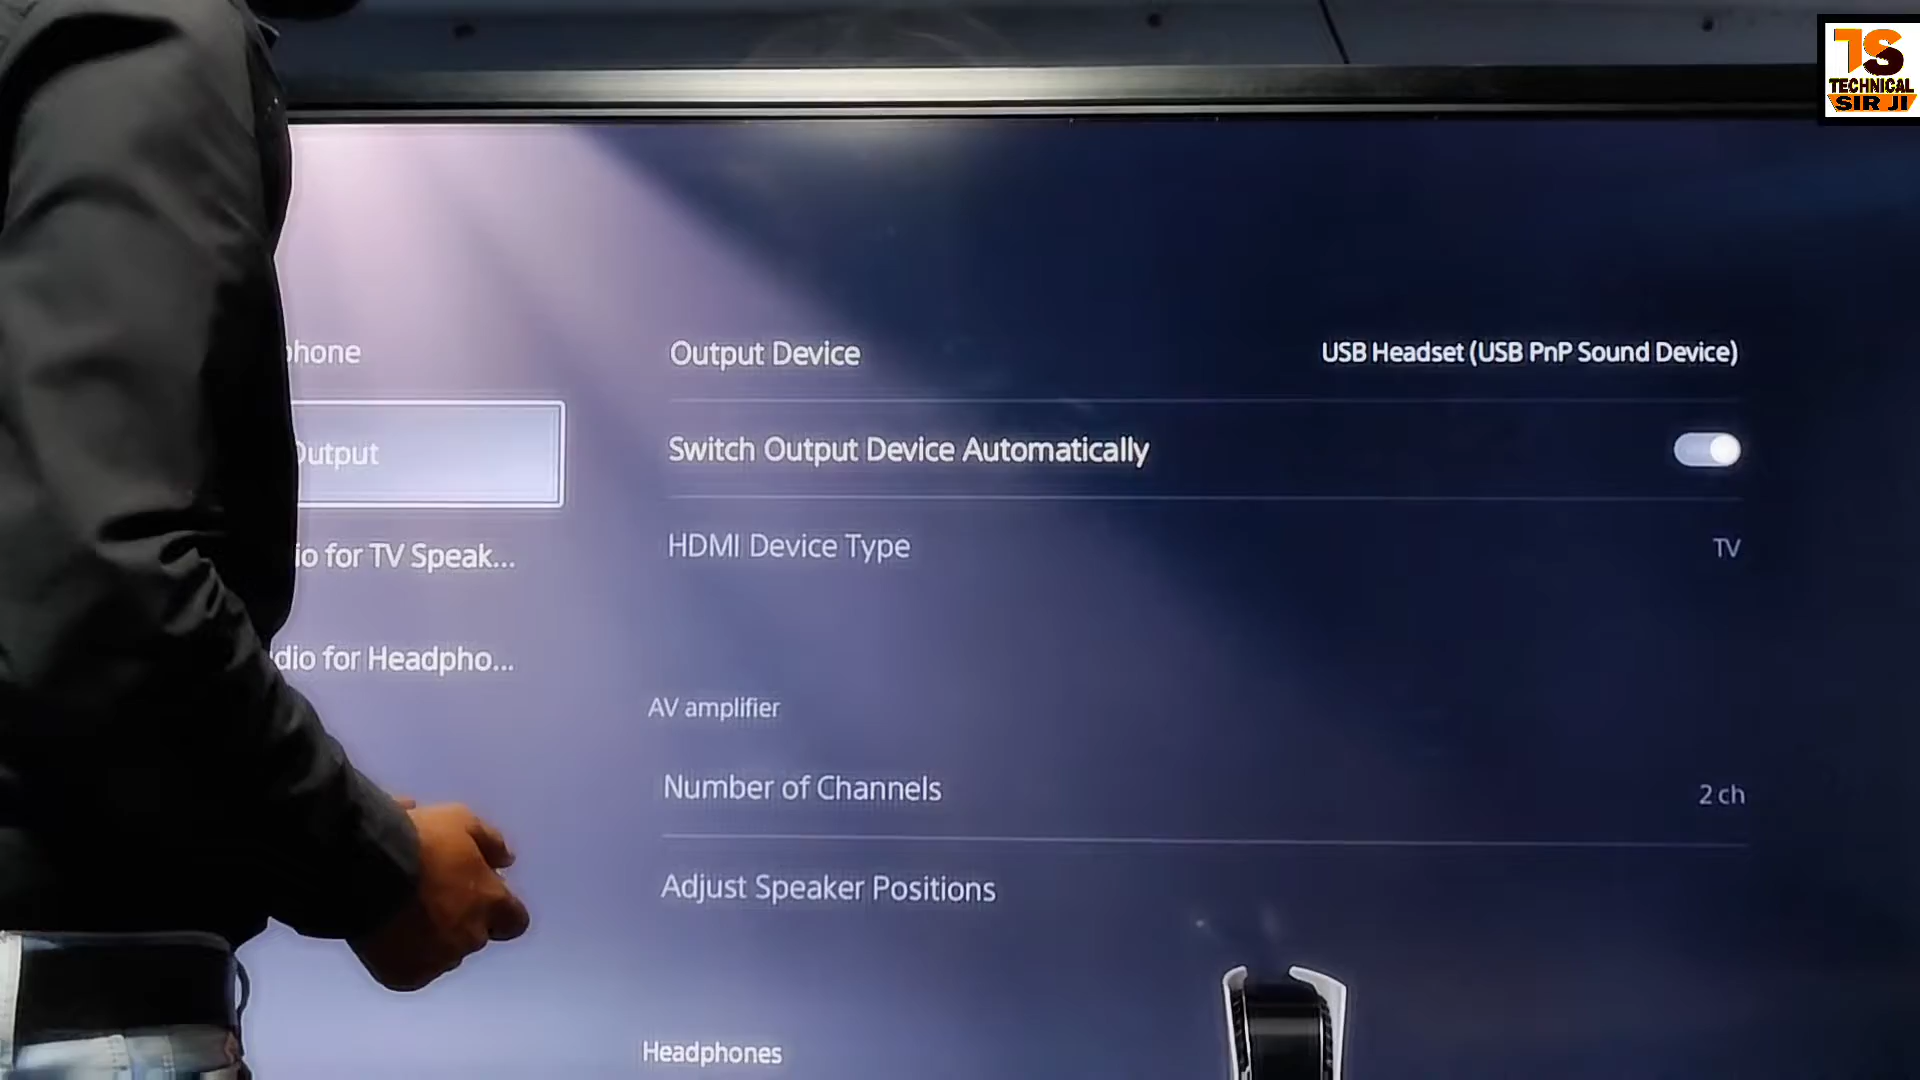 TS
TECHNICAL
SIR JI
phone
Output Device
USB Headset (USB PnP Sound Device)
Output
Switch Output Device Automatically
io for TV Speak...
HDMI Device Type
TV
dio for Headpho...
AV amplifier
Number of Channels
2 ch
Adjust Speaker Positions
Headphones